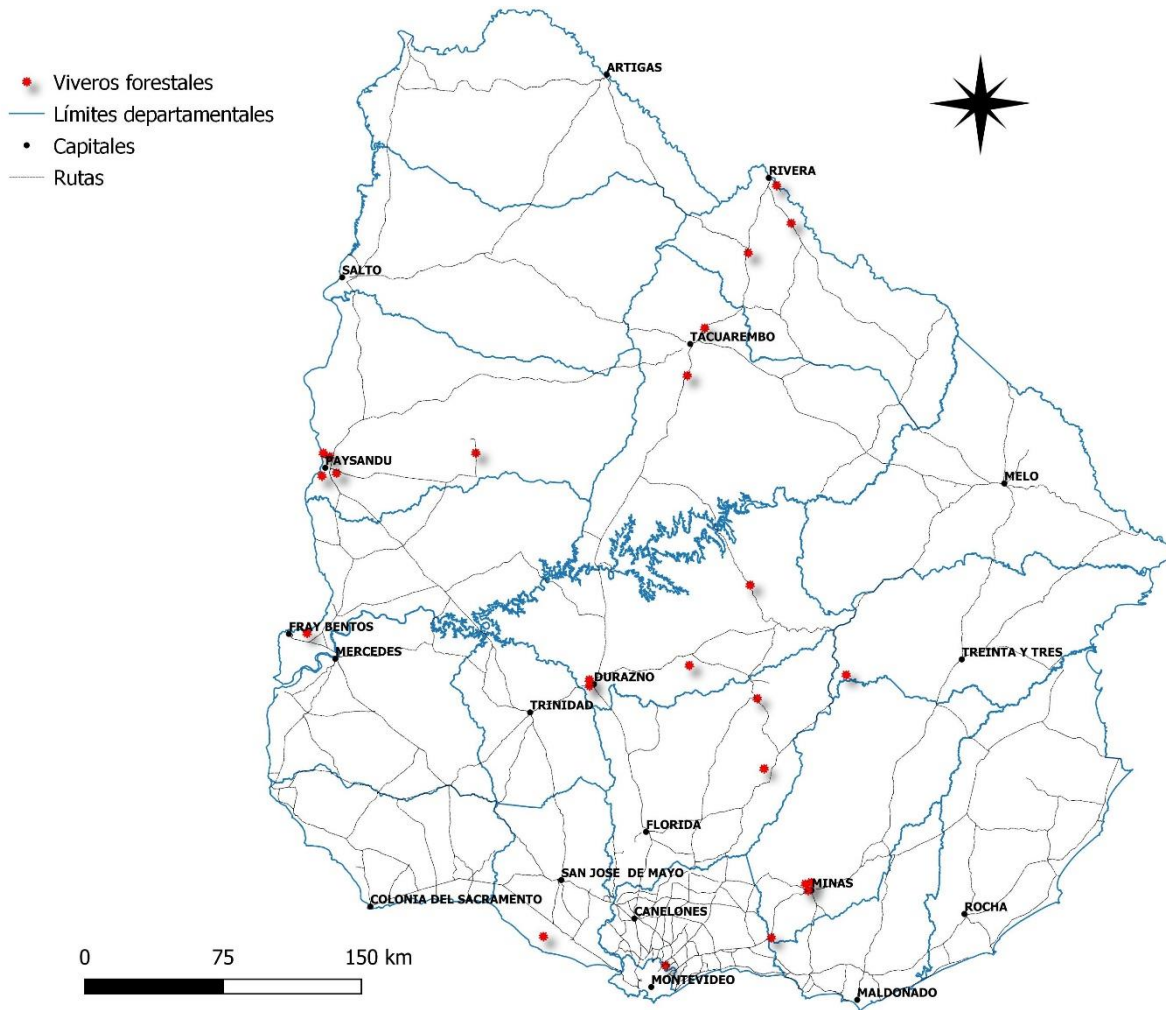 Viveros forestales
Límites departamentales
Capitales
Rutas
ARTIGAS
RIVERA
SALTO
TACUAREMBO
PAYSANDU
MELO
FRAY BENTOS
MERCEDES
DURAZNO
TREINTA Y TRES
TRINIDAD
FLORIDA
SAN JOSE DE MAYO
MINAS
COLONIA DEL SACRAMENTO
CANELONES
ROCHA
MONTEVIDEO
MALDONADO
0 75 150 km